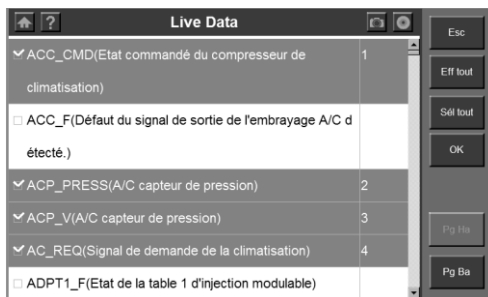 ? Live Data
ACC_CMD(Etat commandé du compresseur de 1
climatisation)
ACC_F(Défaut du signal de sortie de l'embrayage A/C d
étecté.)
ACP_PRESS(A/C capteur de pression) 2
ACP_V(A/C capteur de pression) 3
AC_REQ(Signal de demande de la climatisation) 4
ADPT1_F(Etat de la table 1 d'injection modulable)
Esc
Eff tout
Sél tout
OK
Pg Ha
Pg Ba